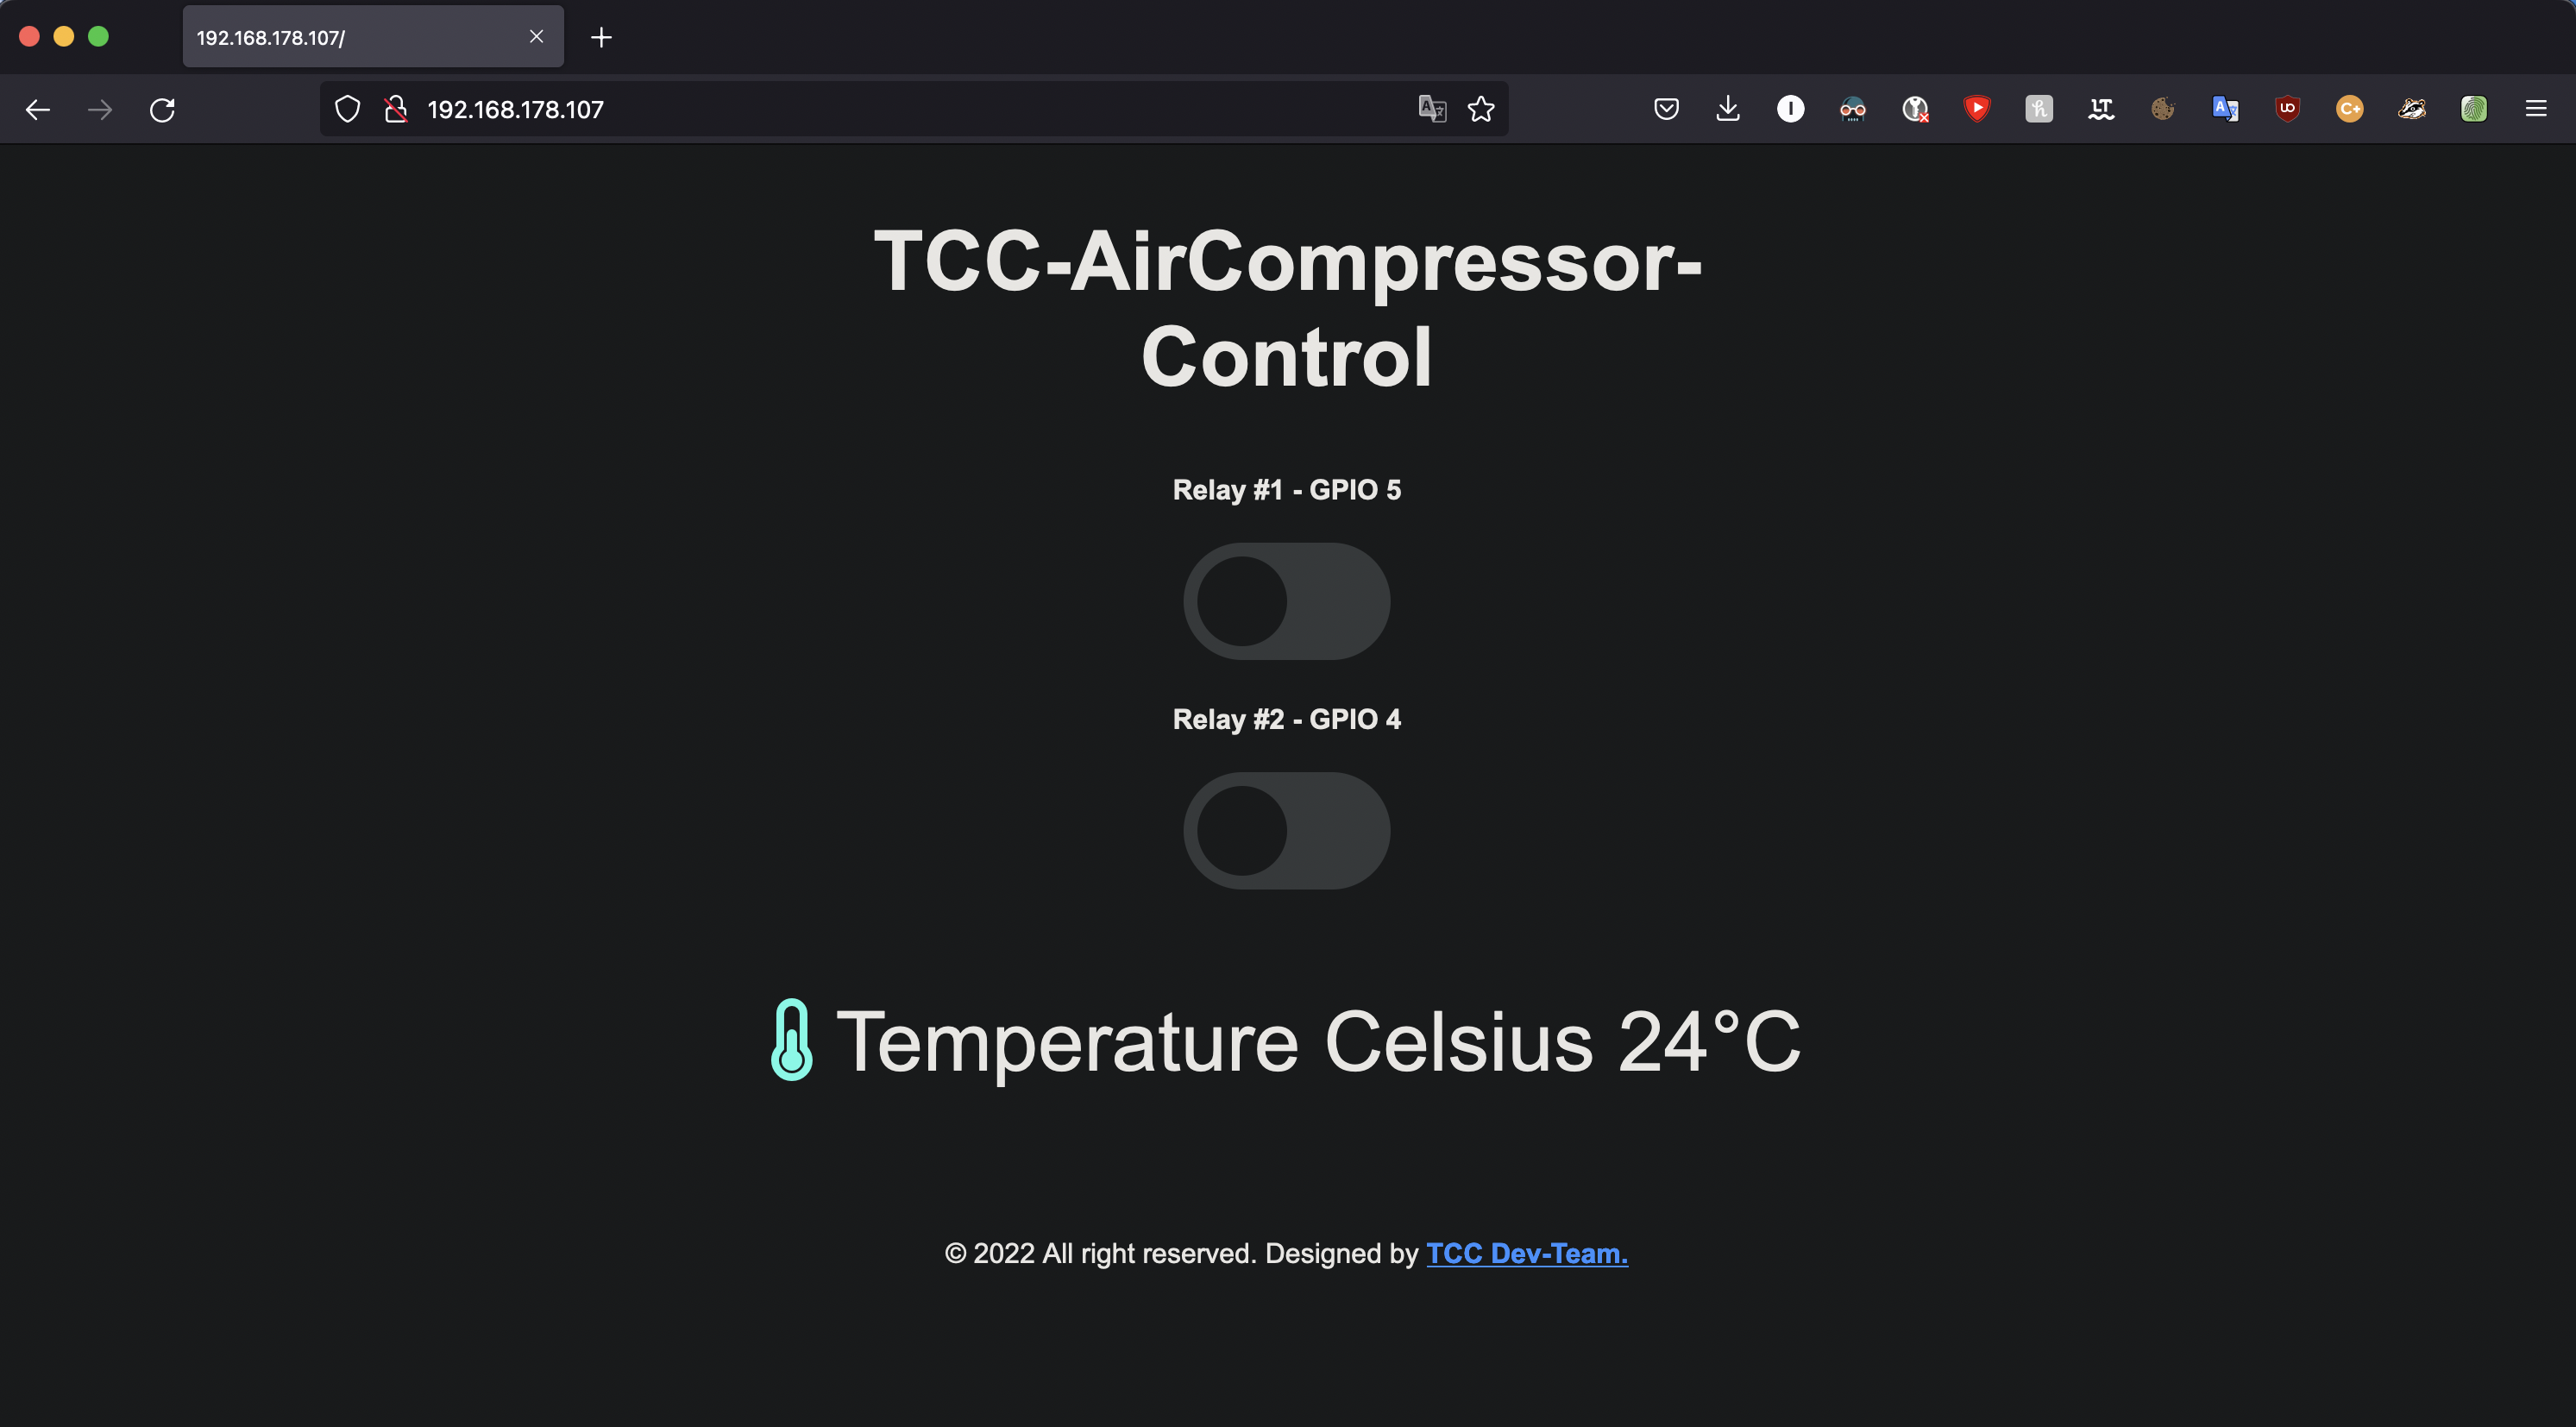 192.168.178.107/
192.168.178.107
TCC-AirCompressor-
Control
Relay #1 - GPIO 5
Relay #2 - GPIO 4
Temperature Celsius 24°C
© 2022 All right reserved. Designed by TCC Dev-Team.